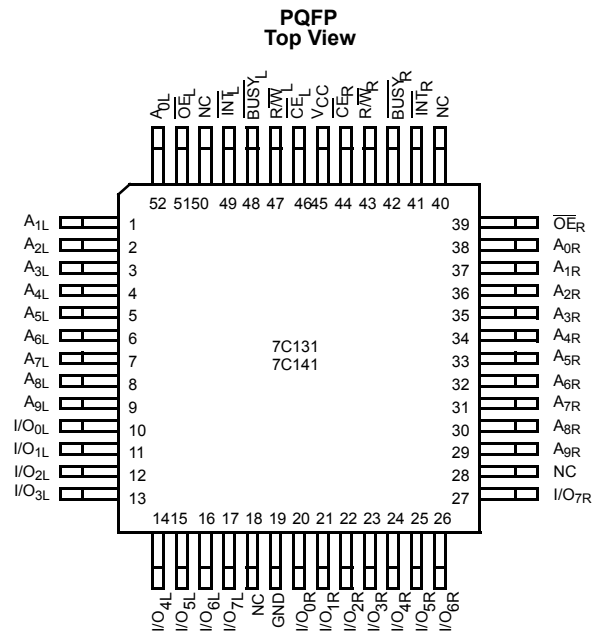 PQFP
Top View
A0L
OEL
NC
INTL
BUSYL
R/WL
CEL
VCC
CER
R/WR
BUSYR
INTR
NC
52 51 50 49 48 47 46 45 44 43 42 41 40
A1L 1
A2L 2
A3L 3
A4L 4
A5L 5
A6L 6
A7L 7
A8L 8
A9L 9
I/O0L 10
I/O1L 11
I/O2L 12
I/O3L 13
7C131
7C141
39 OER
38 A0R
37 A1R
36 A2R
35 A3R
34 A4R
33 A5R
32 A6R
31 A7R
30 A8R
29 A9R
28 NC
27 I/O7R
14 15 16 17 18 19 20 21 22 23 24 25 26
I/O4L
I/O5L
I/O6L
I/O7L
NC
GND
I/O0R
I/O1R
I/O2R
I/O3R
I/O4R
I/O5R
I/O6R